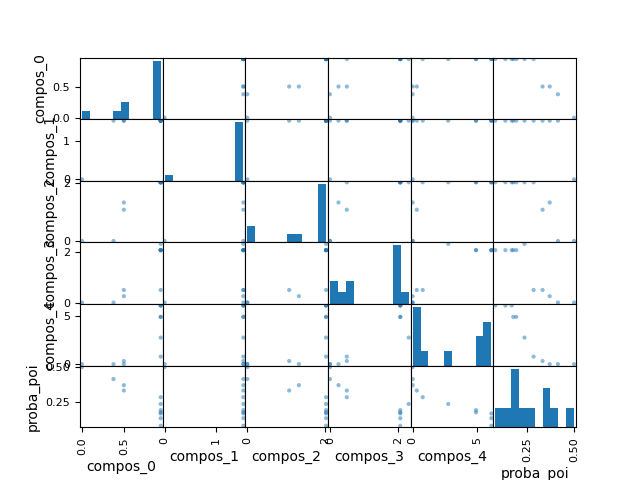 compos_0
0.5
0.0
compos_1
1
0
compos_2
2
0
compos_3
2
0
compos_4
5
0
proba_poi
0.50
0.25
0.0 0.5 0 1 0 2 0 2 0 5 0.25 0.50
compos_0 compos_1 compos_2 compos_3 compos_4 proba_poi